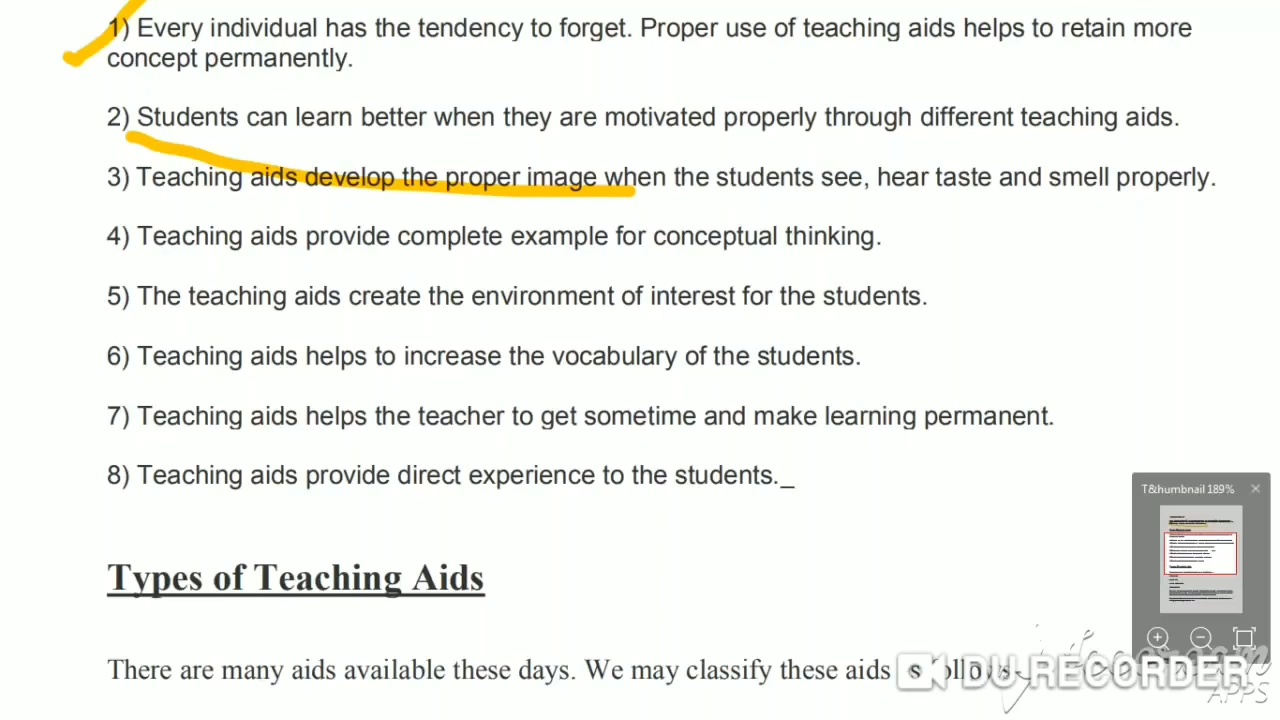 1) Every individual has the tendency to forget. Proper use of teaching aids helps to retain more
concept permanently.
2) Students can learn better when they are motivated properly through different teaching aids.
3) Teaching aids develop the proper image when the students see, hear taste and smell properly.
4) Teaching aids provide complete example for conceptual thinking.
5) The teaching aids create the environment of interest for the students.
6) Teaching aids helps to increase the vocabulary of the students.
7) Teaching aids helps the teacher to get sometime and make learning permanent.
8) Teaching aids provide direct experience to the students._
T&humbnail 189%
Types of Teaching Aids
There are many aids available these days. We may classify these aids as follows-
DU RECORDER
APPS